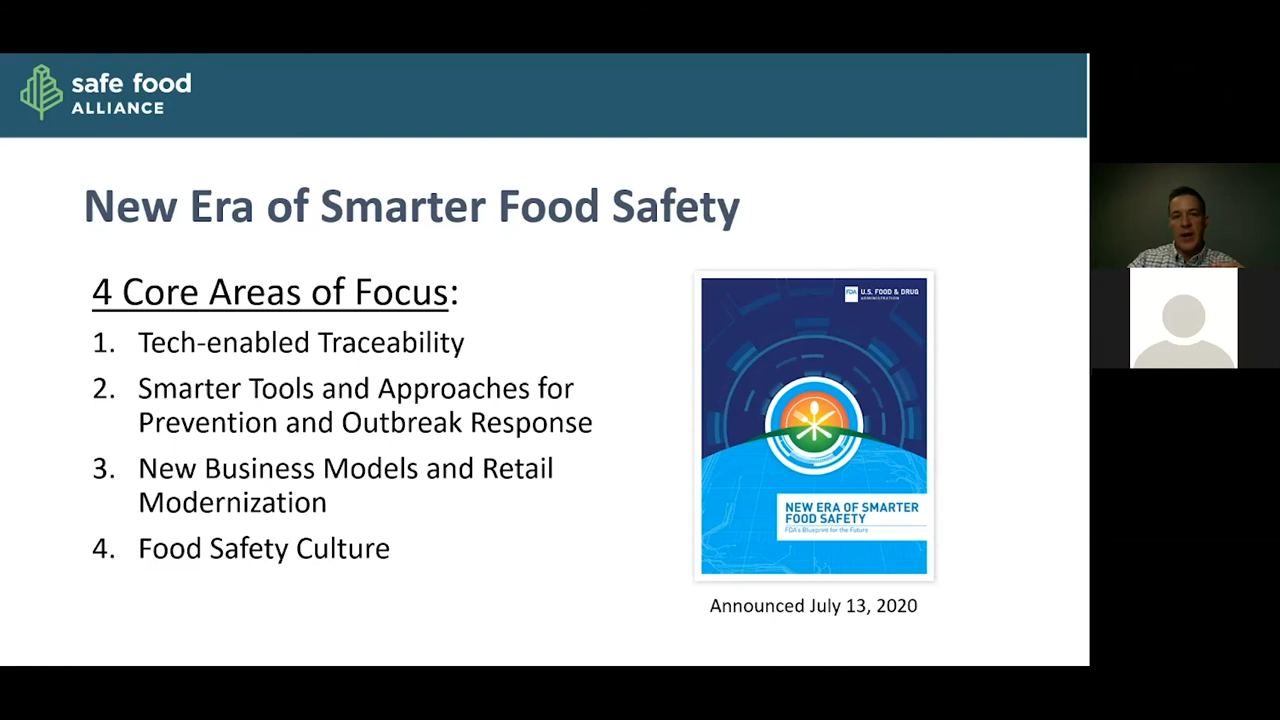 safe food
ALLIANCE
New Era of Smarter Food Safety
4 Core Areas of Focus:
1. Tech-enabled Traceability
2. Smarter Tools and Approaches for
Prevention and Outbreak Response
3. New Business Models and Retail
Modernization
4. Food Safety Culture
FDA U.S. FOOD & DRUG
ADMINISTRATION
NEW ERA OF SMARTER
FOOD SAFETY
FDA's Blueprint for the Future
Announced July 13, 2020